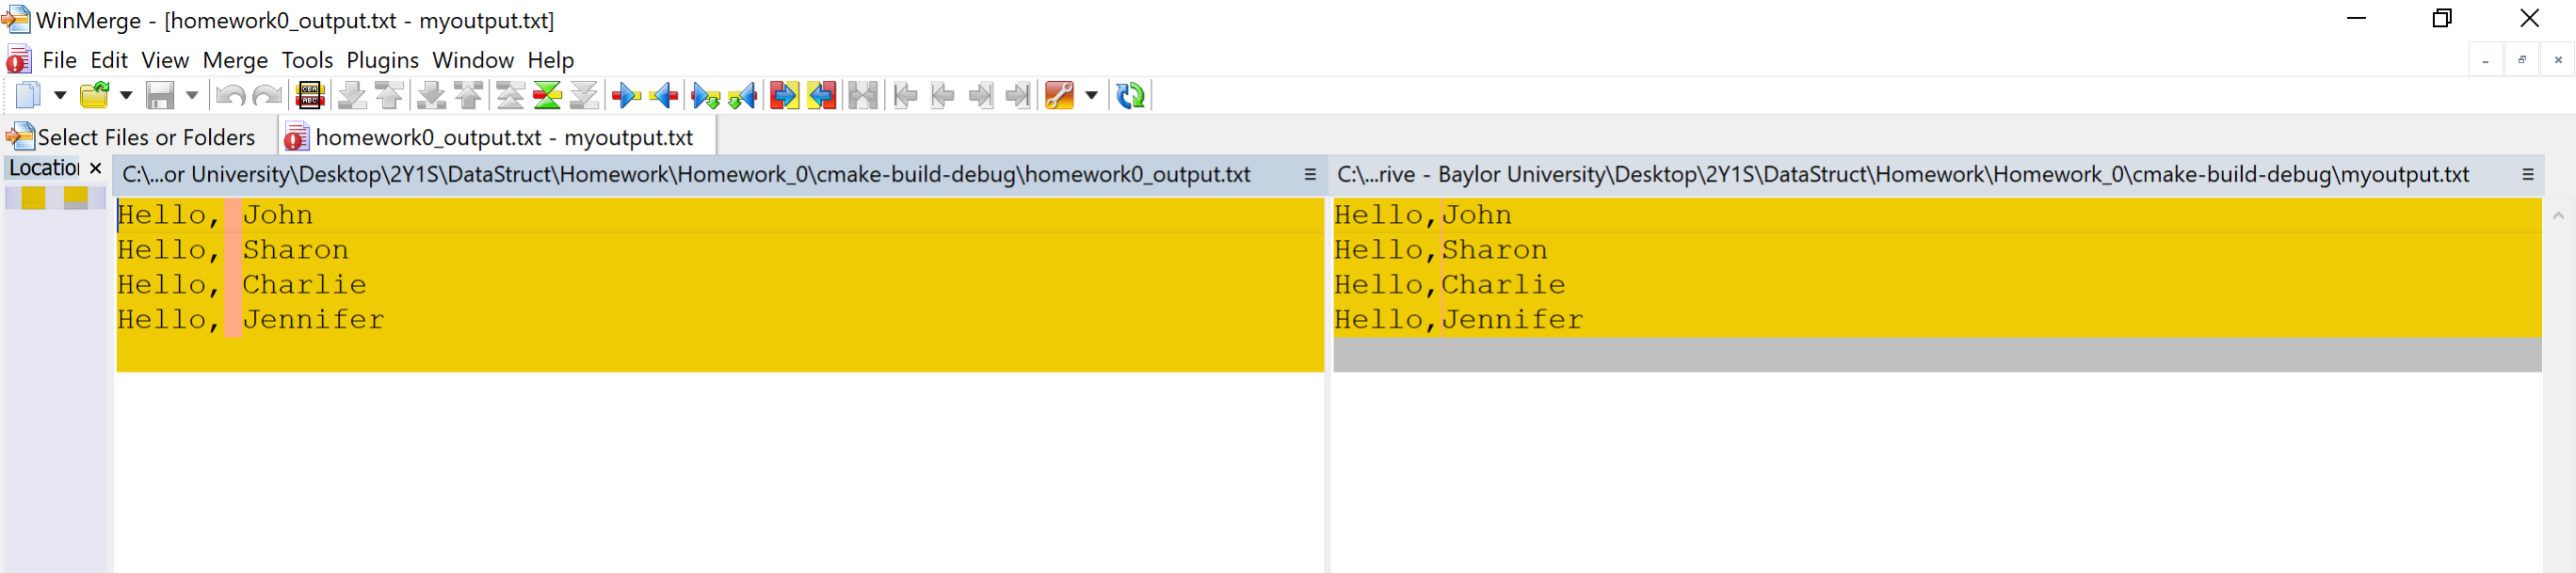 WinMerge - [homework0_output.txt - myoutput.txt]
File Edit View Merge Tools Plugins Window Help
Select Files or Folders
homework0_output.txt - myoutput.txt
Location
C:\...or University\Desktop\2Y1S\DataStruct\Homework\Homework_0\cmake-build-debug\homework0_output.txt
Hello, John
Hello, Sharon
Hello, Charlie
Hello, Jennifer
C:\...rive - Baylor University\Desktop\2Y1S\DataStruct\Homework\Homework_0\cmake-build-debug\myoutput.txt
Hello,John
Hello,Sharon
Hello,Charlie
Hello,Jennifer